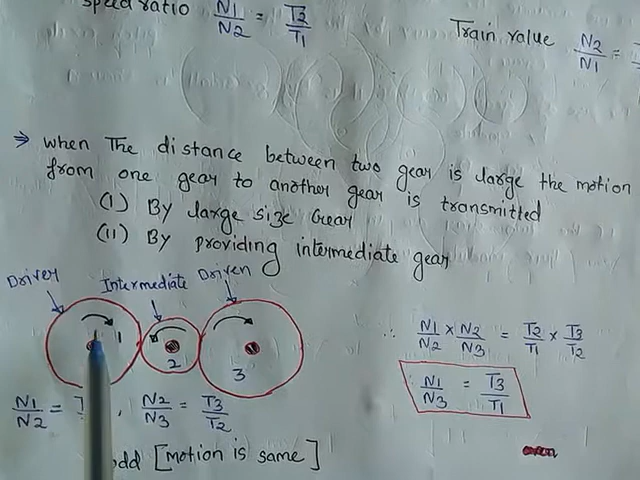 speed ratio N1/N2 = T2/T1
Train value N2/N1 =
⇒ when The distance between two gear is large the motion
from one gear to another gear is transmitted
(I) By large size Gear
(II) By providing intermediate gear
Driver Intermediate Driven
1 2 3
∴ N1/N2 × N2/N3 = T2/T1 × T3/T2
N1/N3 = T3/T1
N1/N2 = , N2/N3 = T3/T2
odd [motion is same]
even